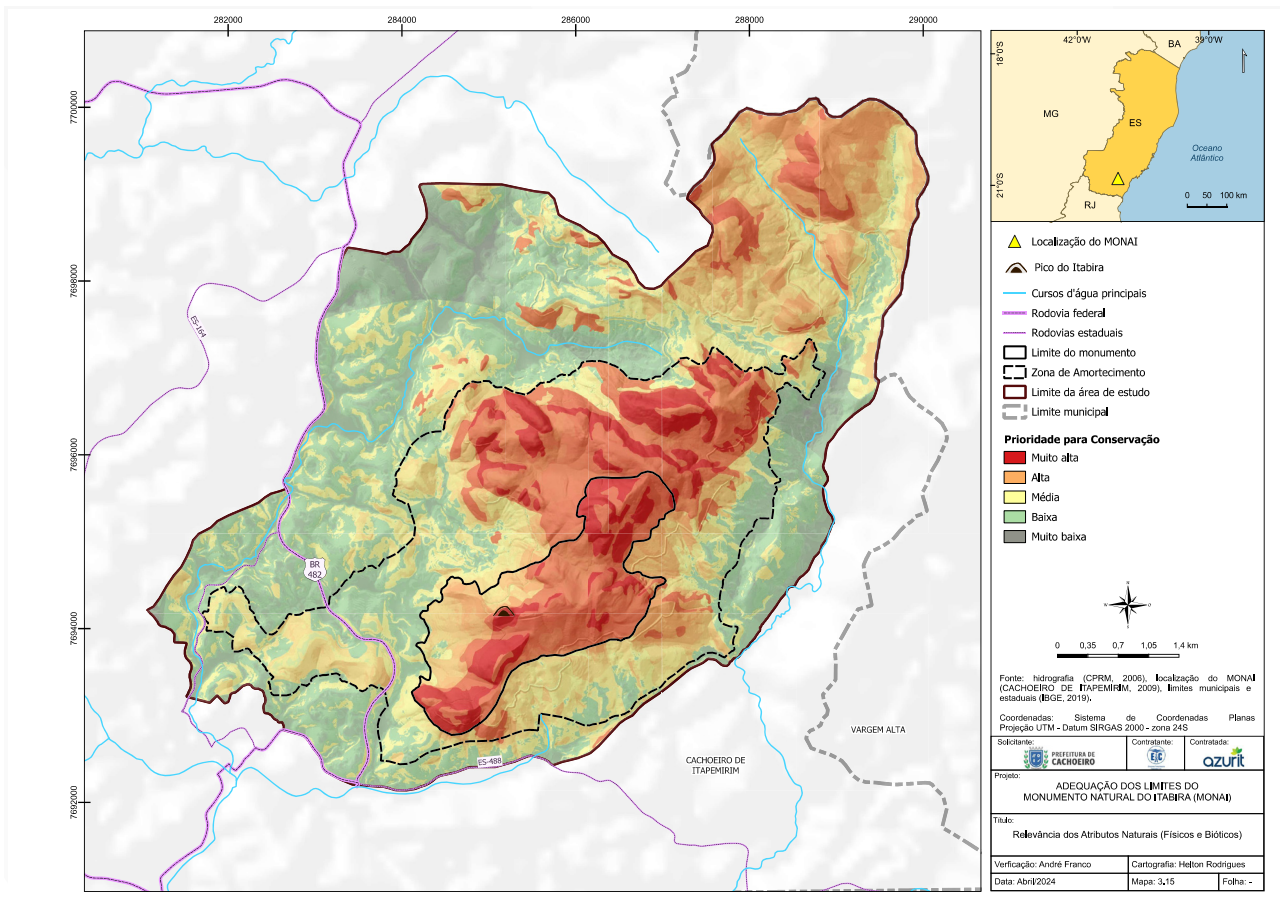 282000
284000
286000
288000
290000
7700000
7698000
7696000
7694000
7692000
ES-164
BR
482
ES-488
VARGEM ALTA
CACHOEIRO DE
ITAPEMIRIM
42°0'W
39°0'W
18°0'S
21°0'S
BA
MG
ES
RJ
Oceano
Atlântico
0 50 100 km
Localização do MONAI
Pico do Itabira
Cursos d'água principais
Rodovia federal
Rodovias estaduais
Limite do monumento
Zona de Amortecimento
Limite da área de estudo
Limite municipal
Prioridade para Conservação
Muito alta
Alta
Média
Baixa
Muito baixa
N
W O
S
0 0,35 0,7 1,05 1,4 km
Fonte: hidrografia (CPRM, 2006), localização do MONAI
(CACHOEIRO DE ITAPEMIRIM, 2009), limites municipais e
estaduais (IBGE, 2019).
Coordenadas: Sistema de Coordenadas Planas
Projeção UTM - Datum SIRGAS 2000 - zona 24S
Solicitante:
PREFEITURA DE
CACHOEIRO
Contratante:
Contratada:
azurit
Projeto:
ADEQUAÇÃO DOS LIMITES DO
MONUMENTO NATURAL DO ITABIRA (MONAI)
Título:
Relevância dos Atributos Naturais (Físicos e Bióticos)
Verficação: André Franco
Cartografia: Helton Rodrigues
Data: Abril/2024
Mapa: 3.15
Folha: -